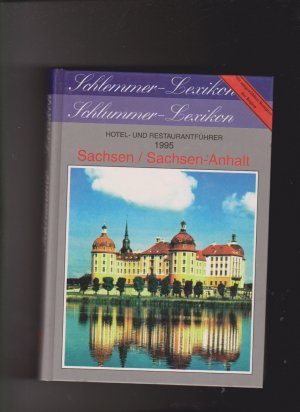 Schlemmer-Lexikon
Schlummer-Lexikon
HOTEL- UND RESTAURANTFÜHRER
1995
Sachsen / Sachsen-Anhalt